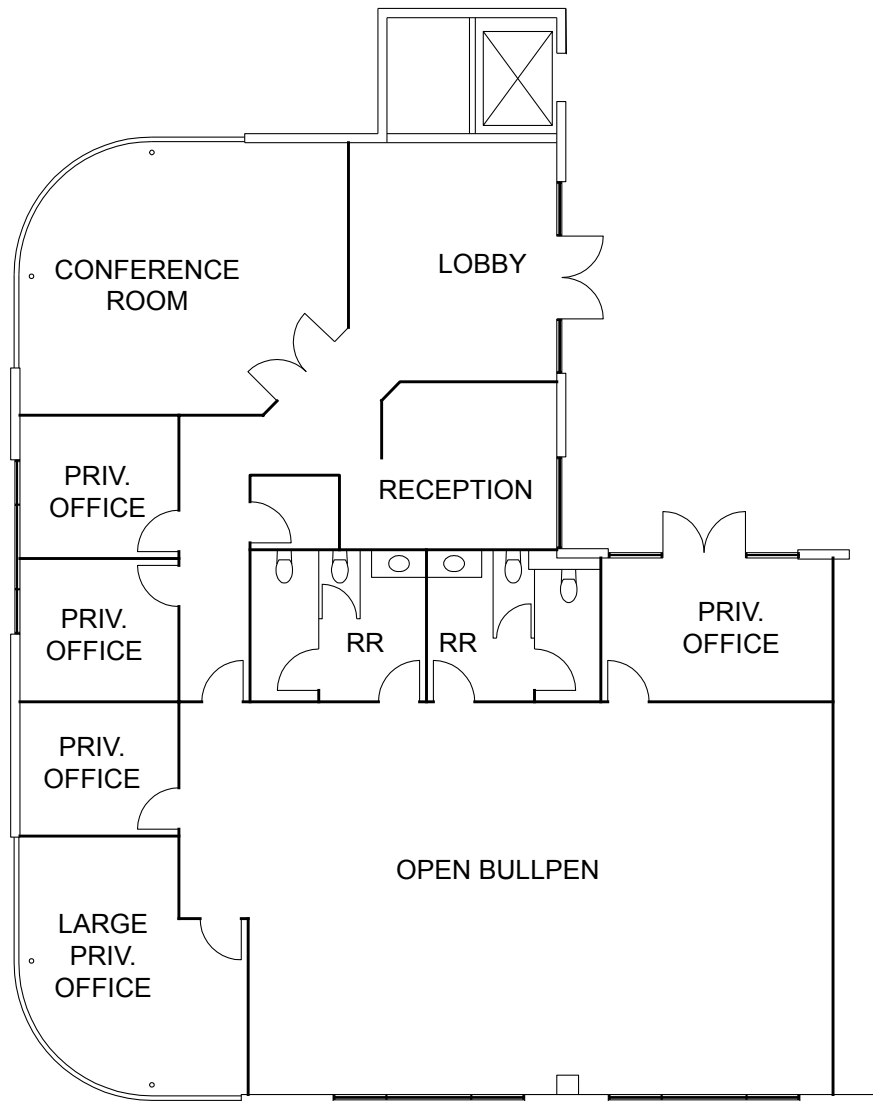 CONFERENCE
ROOM
LOBBY
PRIV.
OFFICE
RECEPTION
PRIV.
OFFICE
RR
RR
PRIV.
OFFICE
PRIV.
OFFICE
OPEN BULLPEN
LARGE
PRIV.
OFFICE